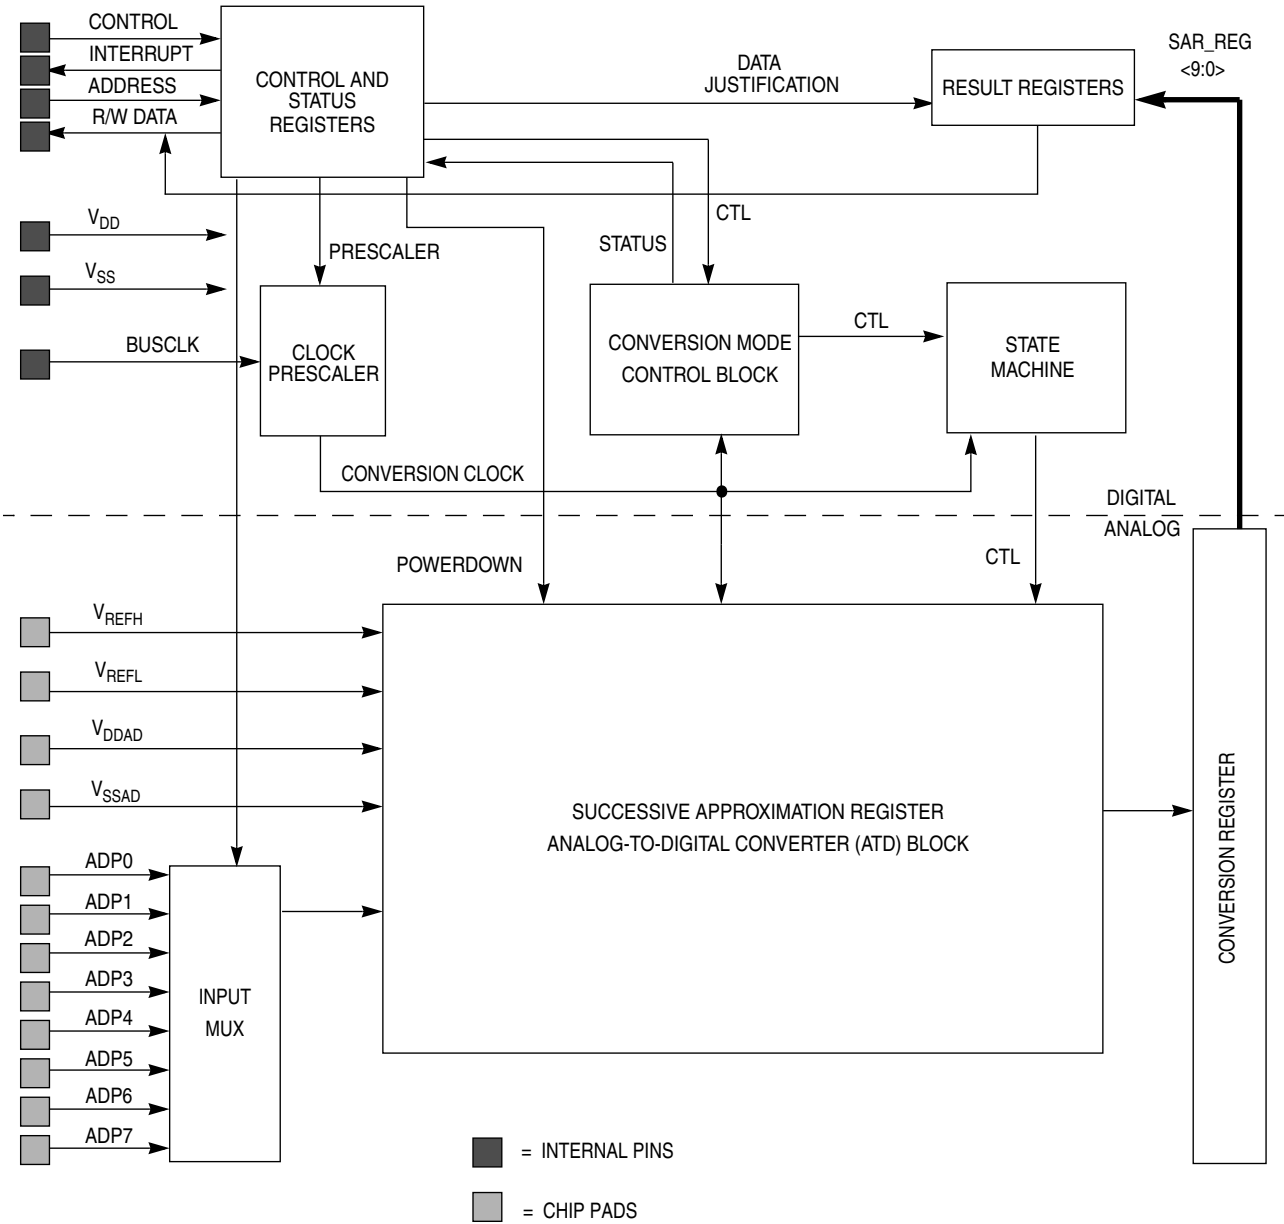 CONTROL
INTERRUPT
ADDRESS
R/W DATA
CONTROL AND
STATUS
REGISTERS
DATA
JUSTIFICATION
RESULT REGISTERS
SAR_REG
<9:0>
VDD
VSS
BUSCLK
PRESCALER
CLOCK
PRESCALER
STATUS
CTL
CONVERSION MODE
CONTROL BLOCK
CTL
STATE
MACHINE
CONVERSION CLOCK
DIGITAL
ANALOG
POWERDOWN
CTL
VREFH
VREFL
VDDAD
VSSAD
SUCCESSIVE APPROXIMATION REGISTER
ANALOG-TO-DIGITAL CONVERTER (ATD) BLOCK
CONVERSION REGISTER
ADP0
ADP1
ADP2
ADP3
ADP4
ADP5
ADP6
ADP7
INPUT
MUX
= INTERNAL PINS
= CHIP PADS